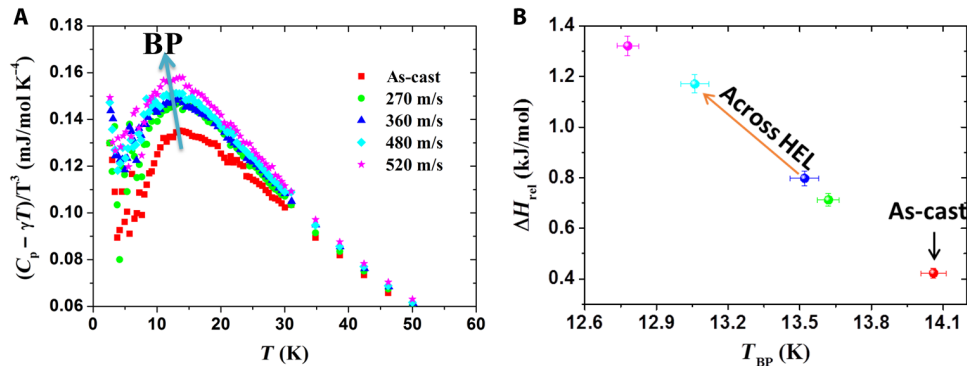 A
(Cp − γT)/T³ (mJ/mol K⁻⁴)
0.18
0.16
0.14
0.12
0.10
0.08
0.06
BP
As-cast
270 m/s
360 m/s
480 m/s
520 m/s
0 10 20 30 40 50 60
T (K)
B
ΔHrel (kJ/mol)
1.4
1.2
1.0
0.8
0.6
0.4
Across HEL
As-cast
12.6 12.9 13.2 13.5 13.8 14.1
TBP (K)